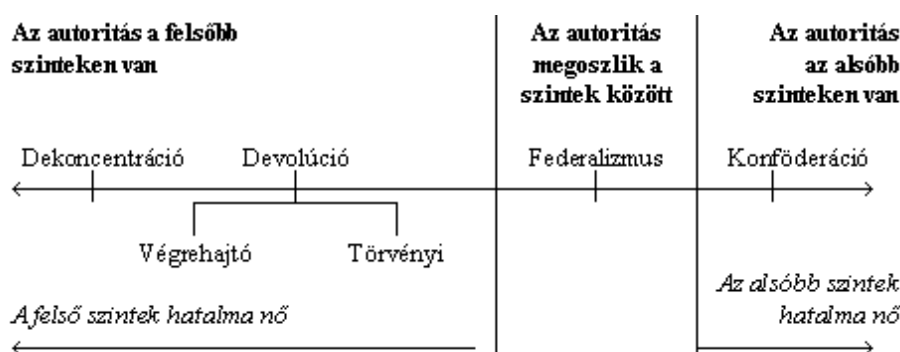 Az autoritás a felsőbb
szinteken van
Az autoritás
megoszlik a
szintek között
Az autoritás
az alsóbb
szinteken van
Dekoncentráció
Devolúció
Federalizmus
Konföderáció
Végrehajtó
Törvényi
A felső szintek hatalma nő
Az alsóbb szintek
hatalma nő